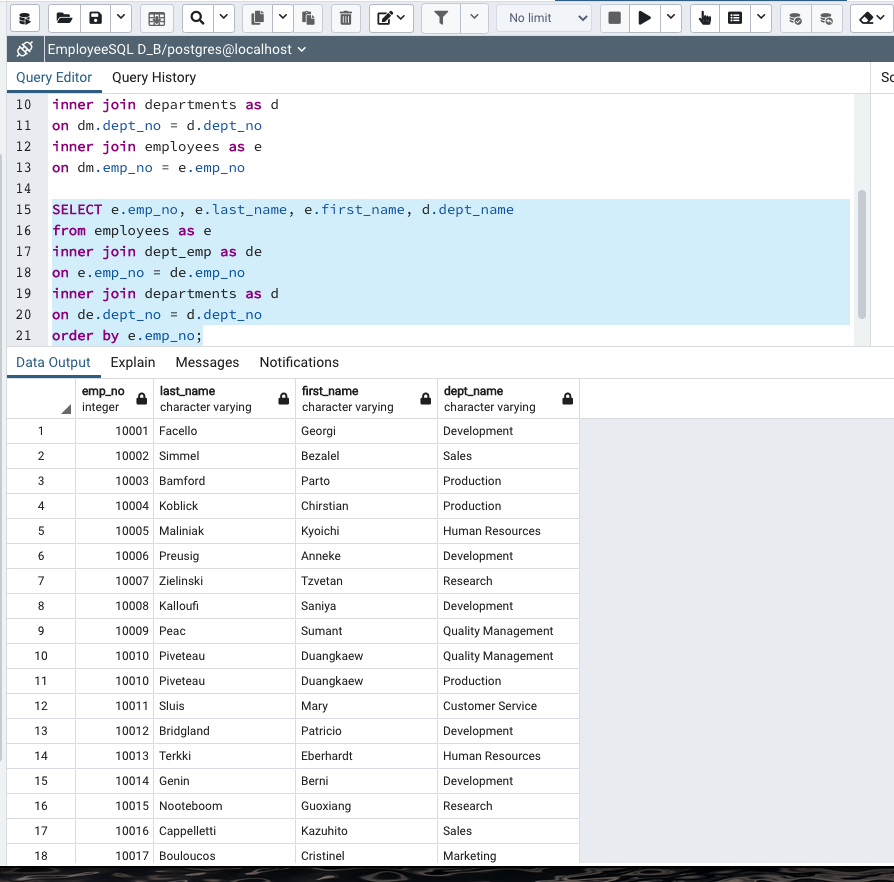 No limit
EmployeeSQL D_B/postgres@localhost
Query Editor Query History Sc
10 inner join departments as d
11 on dm.dept_no = d.dept_no
12 inner join employees as e
13 on dm.emp_no = e.emp_no
14
15 SELECT e.emp_no, e.last_name, e.first_name, d.dept_name
16 from employees as e
17 inner join dept_emp as de
18 on e.emp_no = de.emp_no
19 inner join departments as d
20 on de.dept_no = d.dept_no
21 order by e.emp_no;
Data Output Explain Messages Notifications
emp_no last_name first_name dept_name
integer character varying character varying character varying
1 10001 Facello Georgi Development
2 10002 Simmel Bezalel Sales
3 10003 Bamford Parto Production
4 10004 Koblick Chirstian Production
5 10005 Maliniak Kyoichi Human Resources
6 10006 Preusig Anneke Development
7 10007 Zielinski Tzvetan Research
8 10008 Kalloufi Saniya Development
9 10009 Peac Sumant Quality Management
10 10010 Piveteau Duangkaew Quality Management
11 10010 Piveteau Duangkaew Production
12 10011 Sluis Mary Customer Service
13 10012 Bridgland Patricio Development
14 10013 Terkki Eberhardt Human Resources
15 10014 Genin Berni Development
16 10015 Nooteboom Guoxiang Research
17 10016 Cappelletti Kazuhito Sales
18 10017 Bouloucos Cristinel Marketing